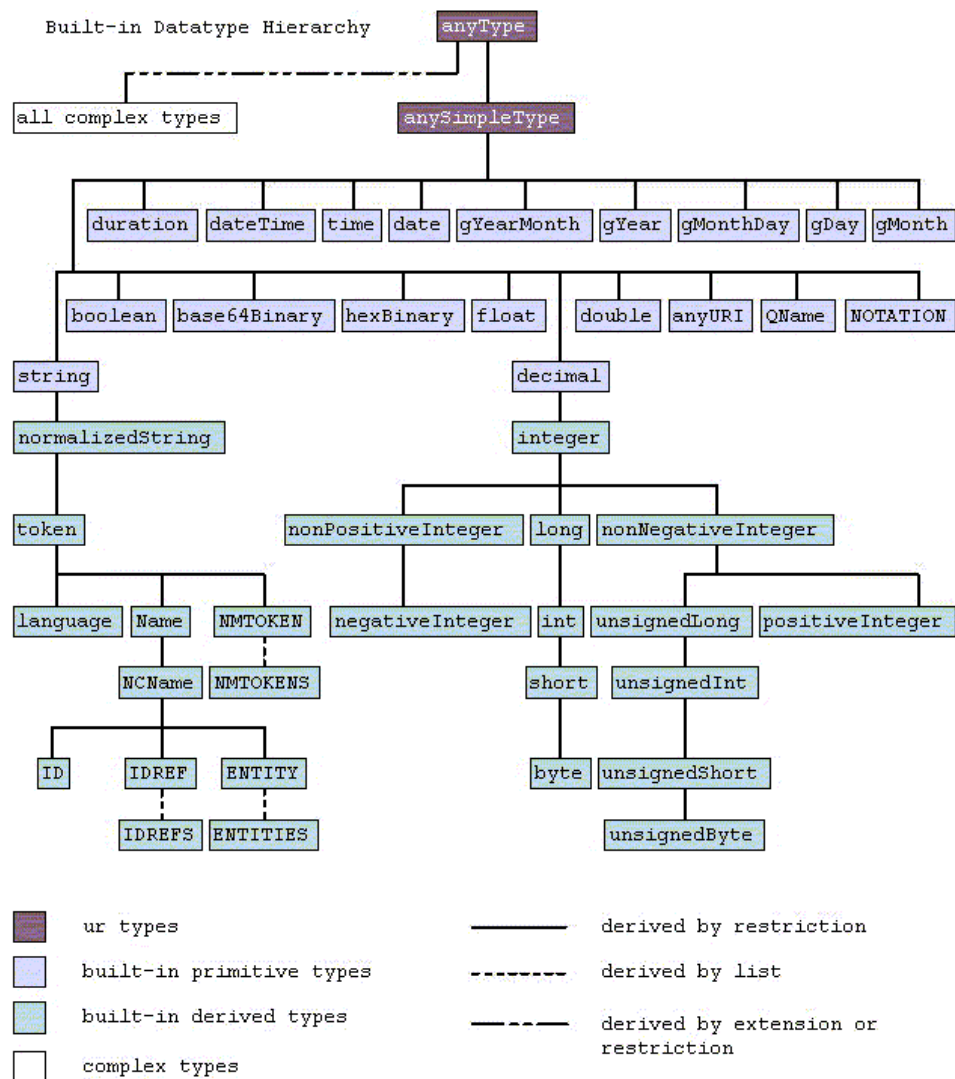 Built-in Datatype Hierarchy
anyType
all complex types
anySimpleType
duration dateTime time date gYearMonth gYear gMonthDay gDay gMonth
boolean base64Binary hexBinary float double anyURI QName NOTATION
string decimal
normalizedString integer
token nonPositiveInteger long nonNegativeInteger
language Name NMTOKEN negativeInteger int unsignedLong positiveInteger
NCName NMTOKENS short unsignedInt
ID IDREF ENTITY byte unsignedShort
IDREFS ENTITIES unsignedByte
ur types
built-in primitive types
built-in derived types
complex types
derived by restriction
derived by list
derived by extension or
restriction